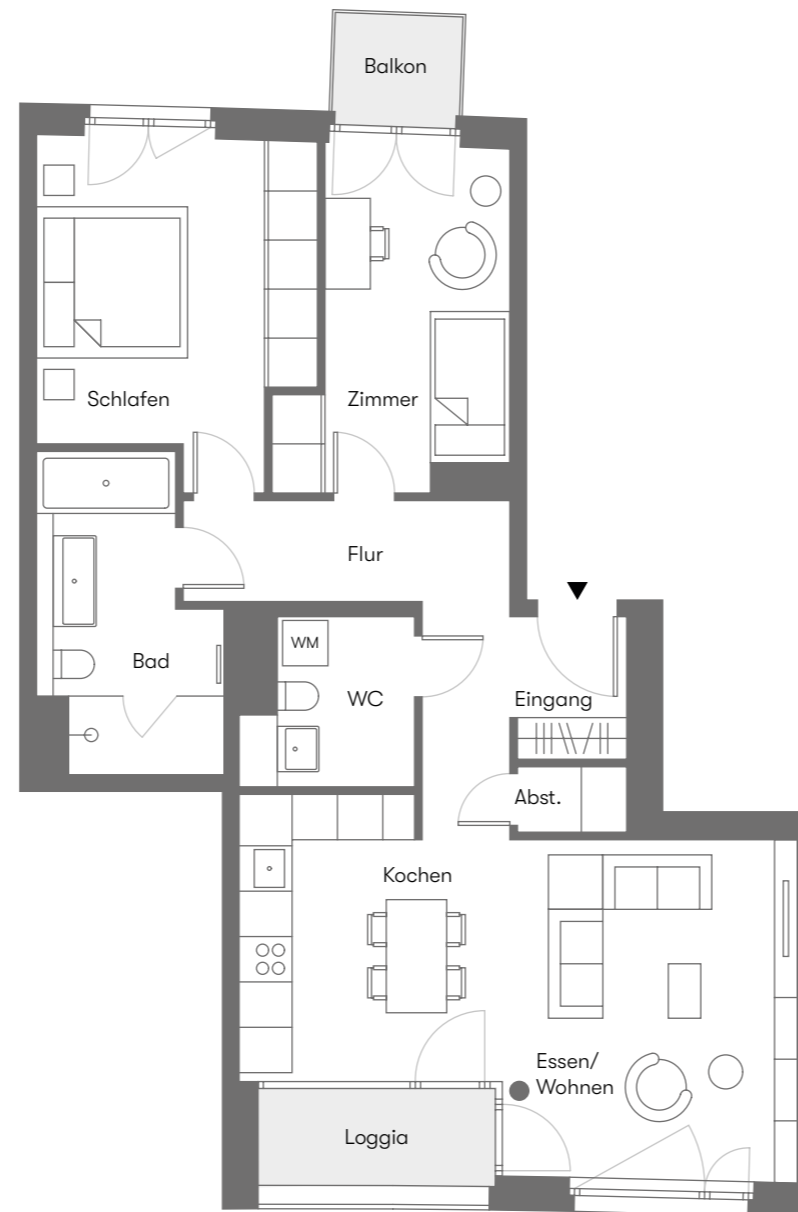 Balkon
Schlafen
Zimmer
Flur
WM
Bad
WC
Eingang
Abst.
Kochen
Essen/
Wohnen
Loggia